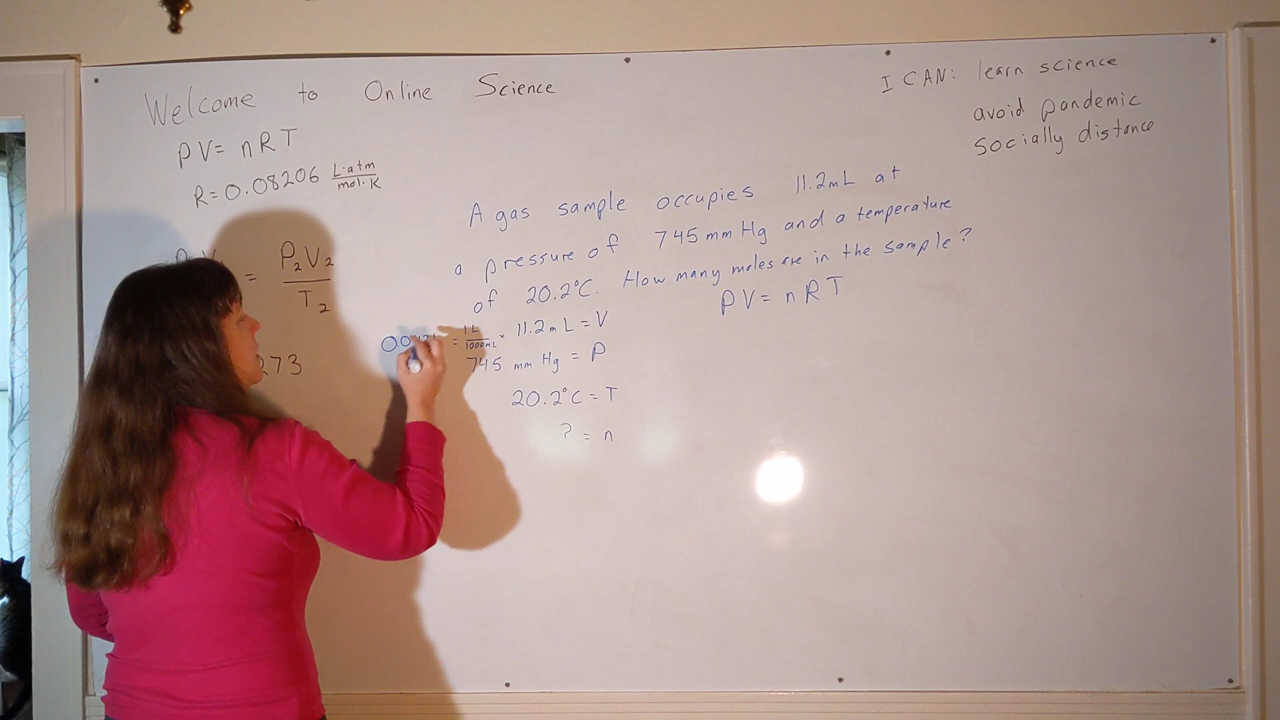 Welcome to Online Science
PV = nRT
R = 0.08206 L·atm / mol·K
= P₂V₂ / T₂
273
I CAN: learn science
avoid pandemic
socially distance
A gas sample occupies 11.2mL at
a pressure of 745 mm Hg and a temperature
of 20.2°C. How many moles are in the sample?
PV = nRT
= 1L / 1000mL × 11.2mL = V
745 mm Hg = P
20.2°C = T
? = n